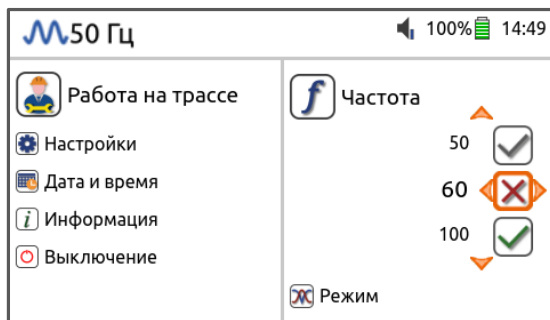 50 Гц 100% 14:49
Работа на трассе
Настройки
Дата и время
i Информация
Выключение
f Частота
50
60
100
Режим